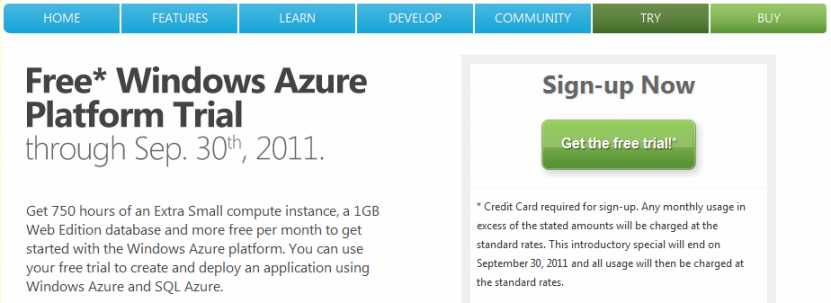 HOME FEATURES LEARN DEVELOP COMMUNITY TRY BUY
Free* Windows Azure
Platform Trial
through Sep. 30th, 2011.
Get 750 hours of an Extra Small compute instance, a 1GB
Web Edition database and more free per month to get
started with the Windows Azure platform. You can use
your free trial to create and deploy an application using
Windows Azure and SQL Azure.
Sign-up Now
Get the free trial!*
* Credit Card required for sign-up. Any monthly usage in
excess of the stated amounts will be charged at the
standard rates. This introductory special will end on
September 30, 2011 and all usage will then be charged at
the standard rates.